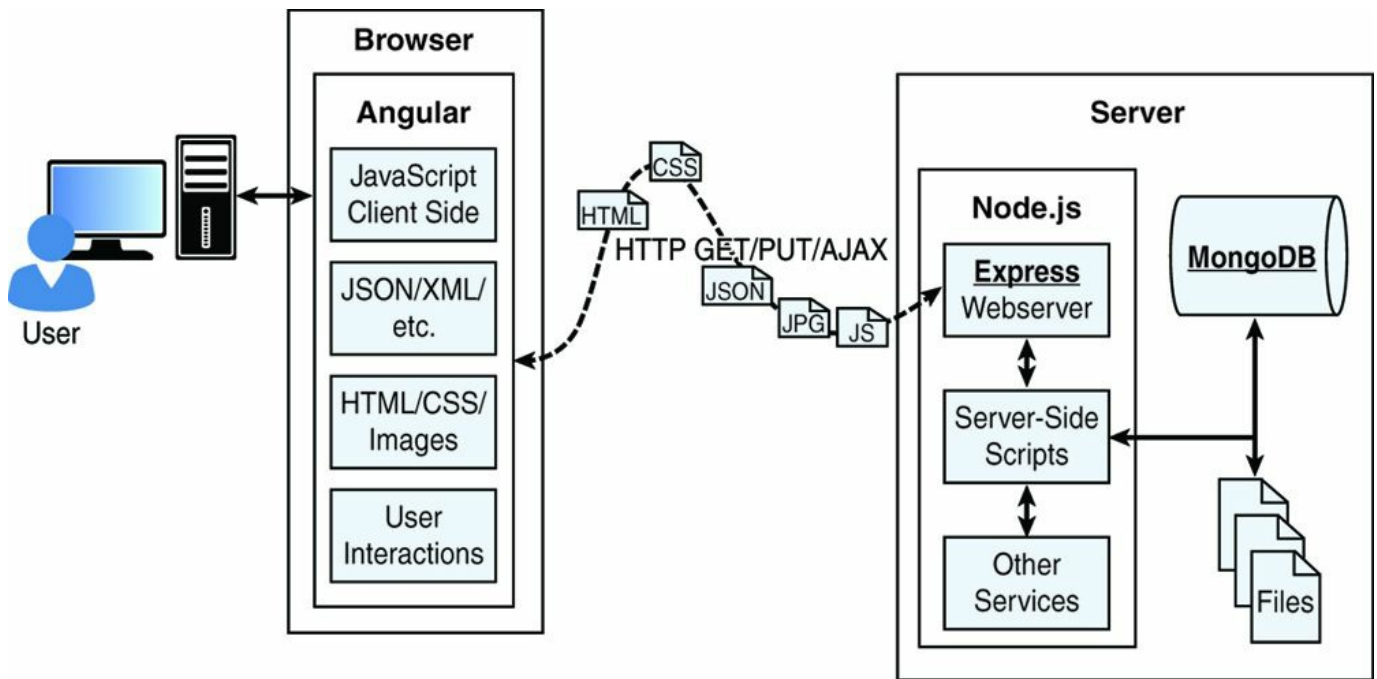 Browser
Angular
JavaScript
Client Side
JSON/XML/
etc.
HTML/CSS/
Images
User
Interactions
User
HTML
CSS
HTTP GET/PUT/AJAX
JSON
JPG
JS
Server
Node.js
Express
Webserver
Server-Side
Scripts
Other
Services
MongoDB
Files